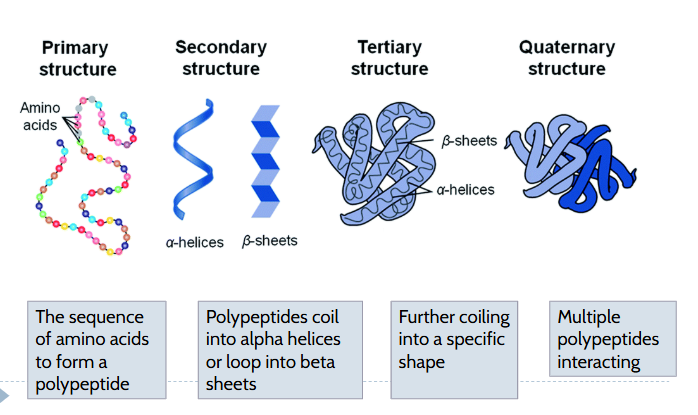 Primary
structure
Secondary
structure
Tertiary
structure
Quaternary
structure
Amino
acids
α-helices
β-sheets
β-sheets
α-helices
The sequence
of amino acids
to form a
polypeptide
Polypeptides coil
into alpha helices
or loop into beta
sheets
Further coiling
into a specific
shape
Multiple
polypeptides
interacting